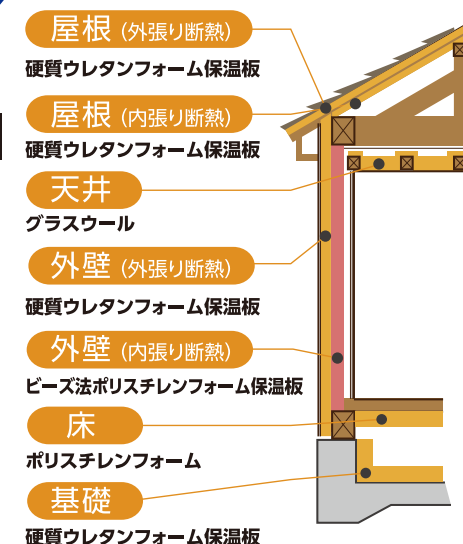 屋根（外張り断熱）
硬質ウレタンフォーム保温板
屋根（内張り断熱）
硬質ウレタンフォーム保温板
天井
グラスウール
外壁（外張り断熱）
硬質ウレタンフォーム保温板
外壁（内張り断熱）
ビーズ法ポリスチレンフォーム保温板
床
ポリスチレンフォーム
基礎
硬質ウレタンフォーム保温板